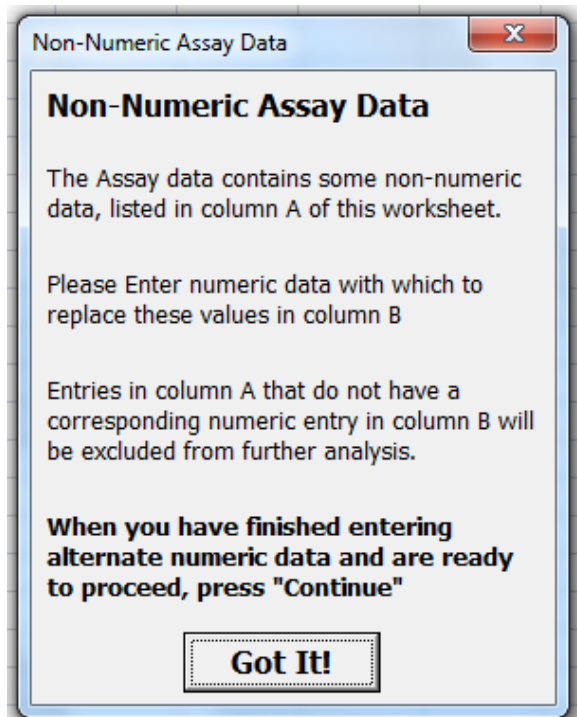 Non-Numeric Assay Data
Non-Numeric Assay Data
The Assay data contains some non-numeric
data, listed in column A of this worksheet.
Please Enter numeric data with which to
replace these values in column B
Entries in column A that do not have a
corresponding numeric entry in column B will
be excluded from further analysis.
When you have finished entering
alternate numeric data and are ready
to proceed, press "Continue"
Got It!